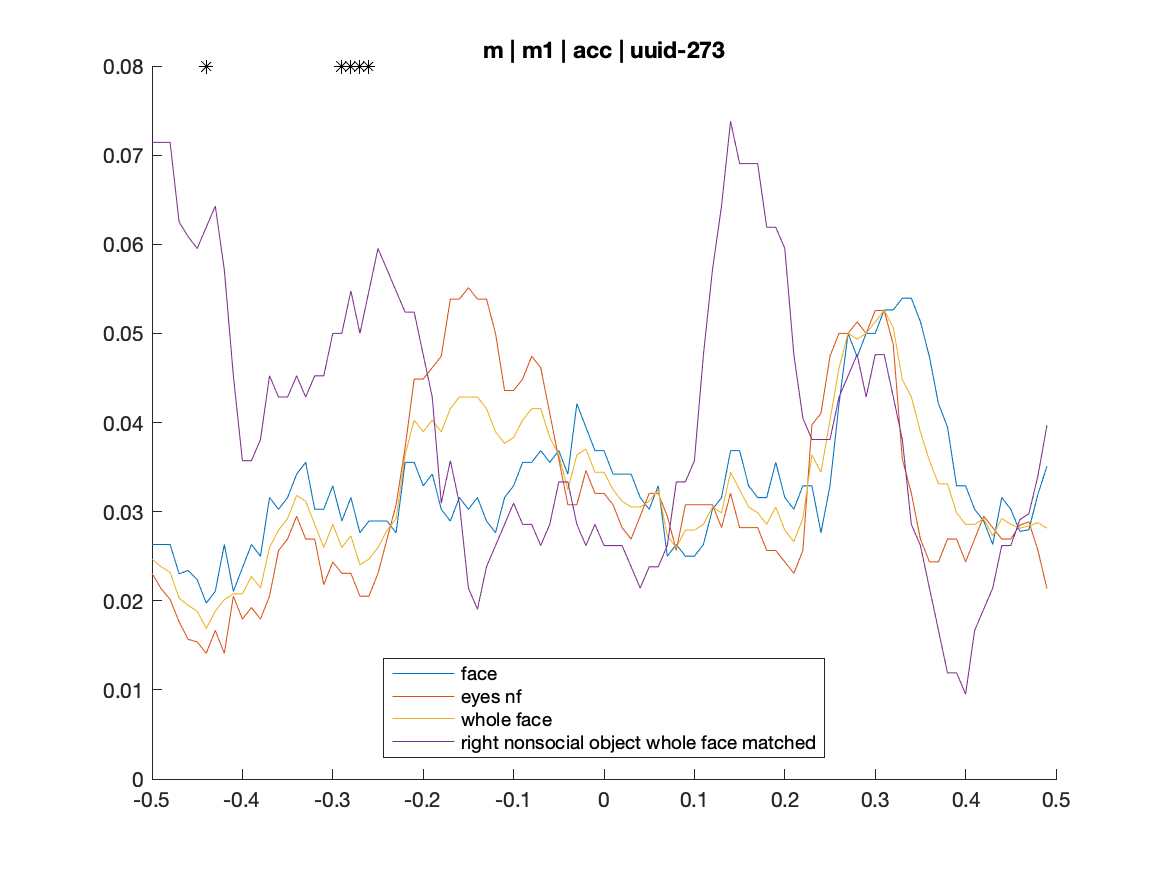 m | m1 | acc | uuid-273
0.08
0.07
0.06
0.05
0.04
0.03
0.02
0.01
0
face
eyes nf
whole face
right nonsocial object whole face matched
-0.5 -0.4 -0.3 -0.2 -0.1 0 0.1 0.2 0.3 0.4 0.5